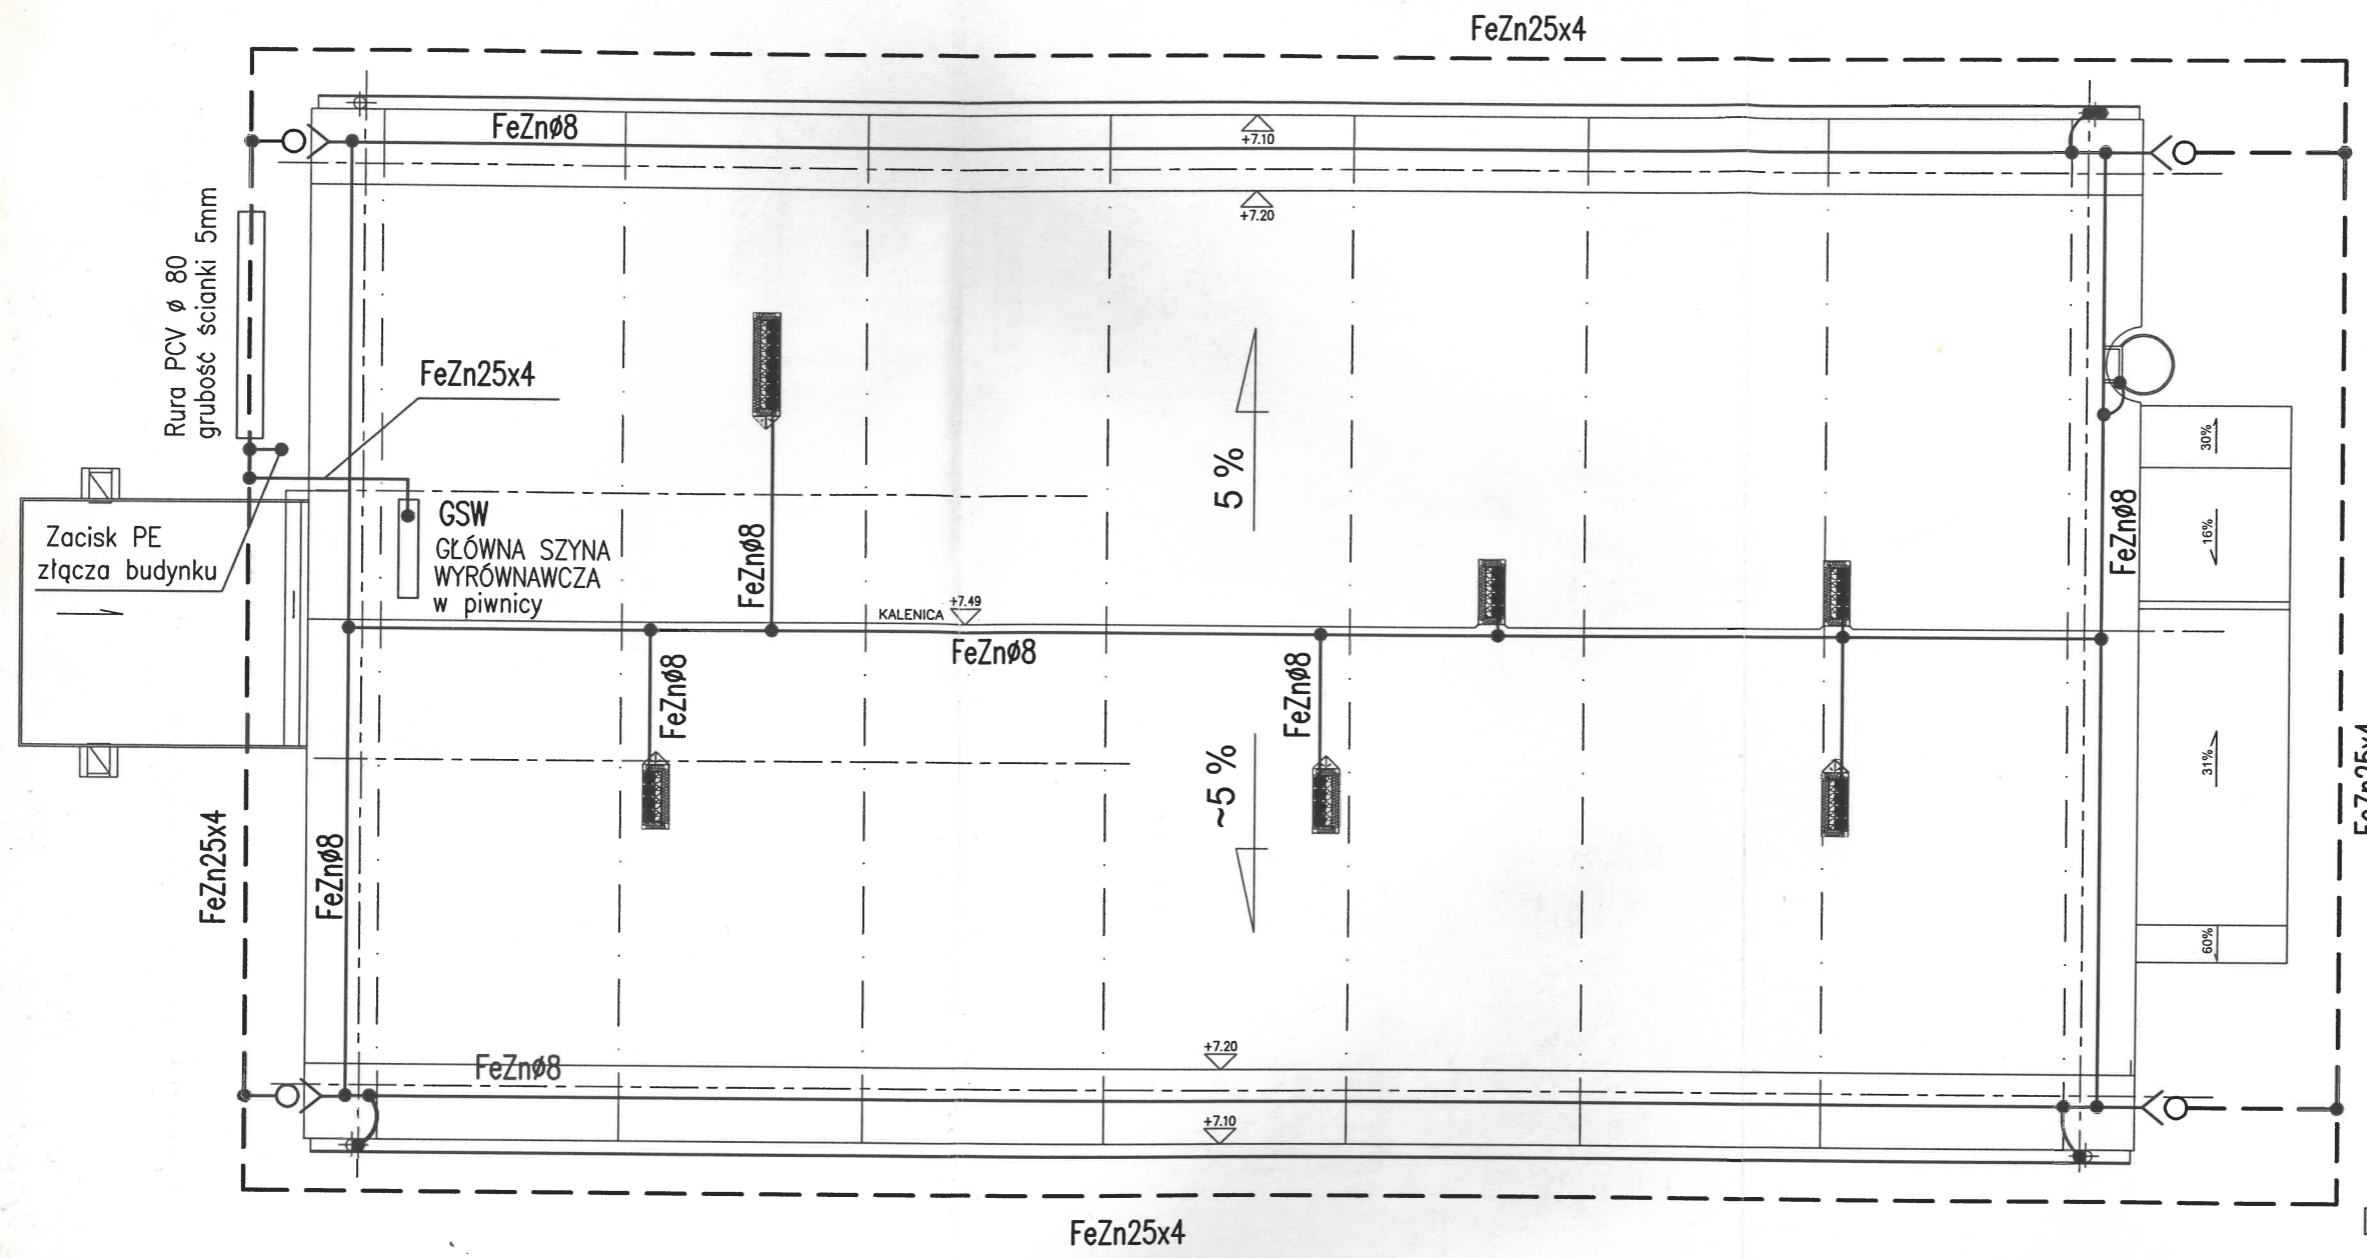 FeZn25x4
FeZnø8
+7.10
+7.20
Rura PCV ø 80
grubość ścianki 5mm
FeZn25x4
5 %
30%
16%
FeZnø8
Zacisk PE
złącza budynku
GSW
GŁÓWNA SZYNA
WYRÓWNAWCZA
w piwnicy
FeZnø8
KALENICA
+7.49
FeZnø8
FeZnø8
FeZnø8
~5 %
31%
FeZn25x4
FeZn25x4
FeZnø8
60%
+7.20
FeZnø8
+7.10
FeZn25x4